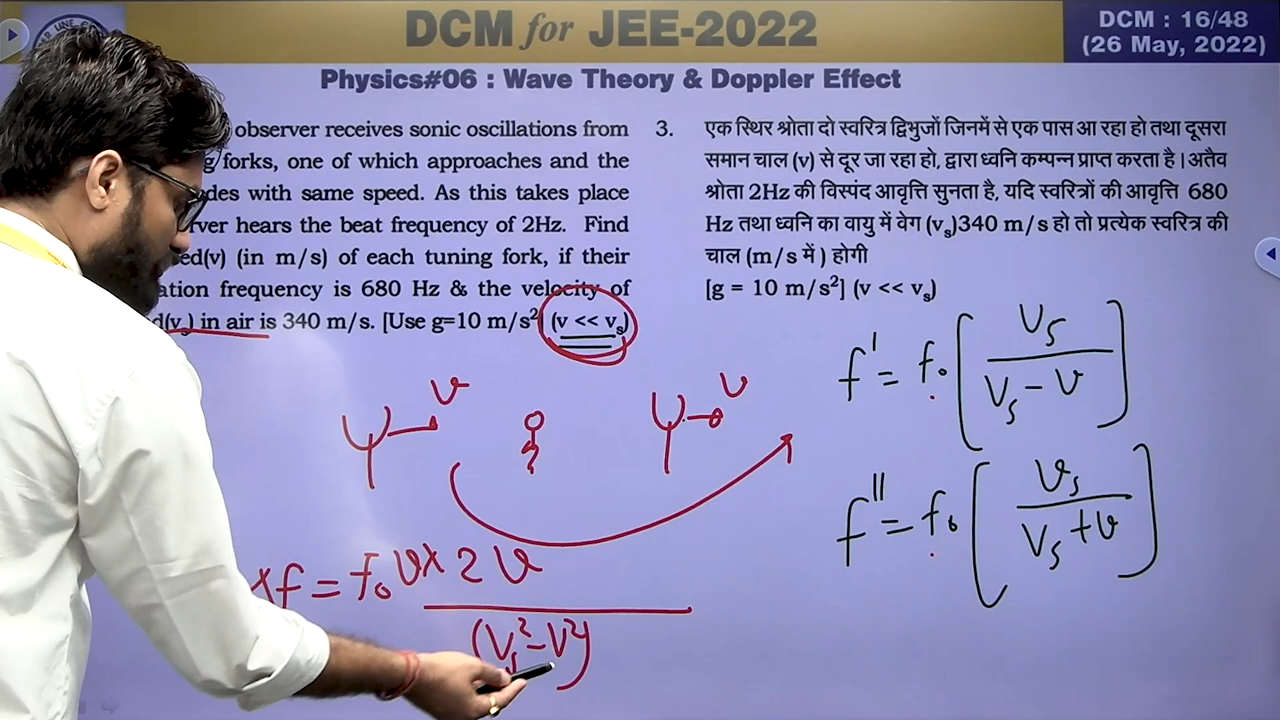 DCM for JEE-2022
DCM : 16/48
(26 May, 2022)
Physics#06 : Wave Theory & Doppler Effect
observer receives sonic oscillations from
forks, one of which approaches and the
with same speed. As this takes place
hears the beat frequency of 2Hz. Find
(v) (in m/s) of each tuning fork, if their
frequency is 680 Hz & the velocity of
(vs) in air is 340 m/s. [Use g=10 m/s²] (v << vs)
3. एक स्थिर श्रोता दो स्वरित्र द्विभुजों जिनमें से एक पास आ रहा हो तथा दूसरा
समान चाल (v) से दूर जा रहा हो, द्वारा ध्वनि कम्पन्न प्राप्त करता है। अतैव
श्रोता 2Hz की विस्पंद आवृत्ति सुनता है, यदि स्वरित्रों की आवृत्ति 680
Hz तथा ध्वनि का वायु में वेग (vs)340 m/s हो तो प्रत्येक स्वरित्र की
चाल (m/s में ) होगी
[g = 10 m/s²] (v << vs)
v
v
f' = f₀ [ vs / (vs - v) ]
f'' = f₀ [ vs / (vs + v) ]
f = f₀ v x 2v
(vs² - v²)